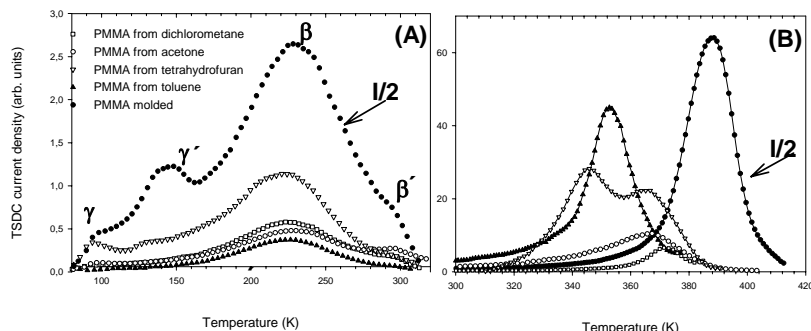 3,0
2,5
2,0
1,5
1,0
0,5
0,0
TSDC current density (arb. units)
PMMA from dichlorometane
PMMA from acetone
PMMA from tetrahydrofuran
PMMA from toluene
PMMA molded
(A)
β
I/2
γ´
γ
β´
100 150 200 250 300
Temperature (K)
60
40
20
0
(B)
I/2
300 320 340 360 380 400 420
Temperature (K)